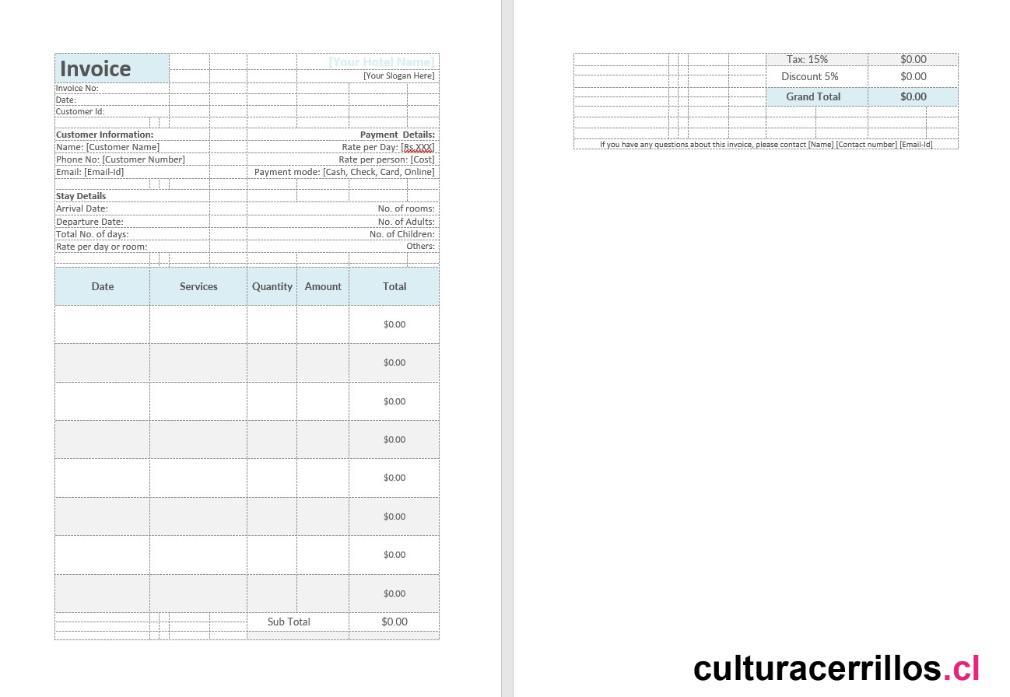 Invoice
[Your Hotel Name]
[Your Slogan Here]
Invoice No:
Date:
Customer Id:
Customer Information: Payment Details:
Name: [Customer Name] Rate per Day: [Rs.XXX]
Phone No: [Customer Number] Rate per person: [Cost]
Email: [Email-Id] Payment mode: [Cash, Check, Card, Online]
Stay Details
Arrival Date: No. of rooms:
Departure Date: No. of Adults:
Total No. of days: No. of Children:
Rate per day or room: Others:
Date Services Quantity Amount Total
$0.00
$0.00
$0.00
$0.00
$0.00
$0.00
$0.00
$0.00
Sub Total $0.00
Tax: 15% $0.00
Discount 5% $0.00
Grand Total $0.00
If you have any questions about this invoice, please contact [Name] [Contact number] [Email-Id]
culturacerrillos.cl